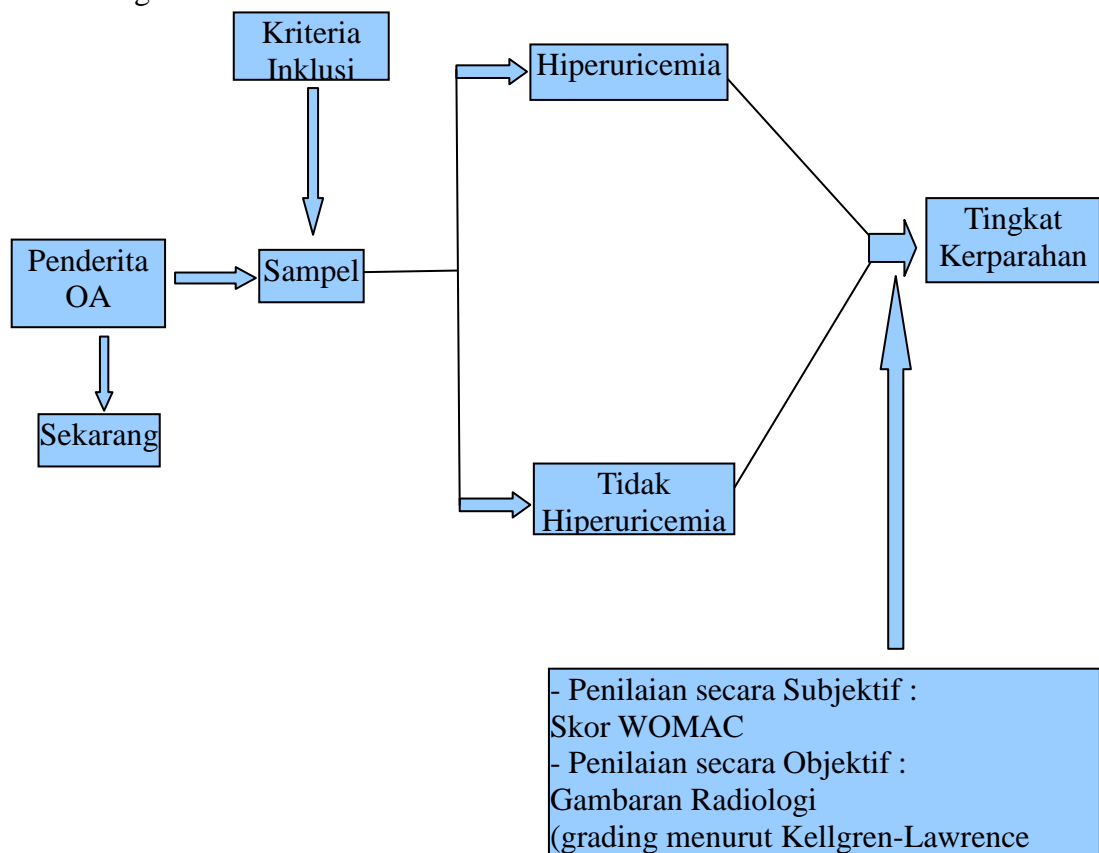 Kriteria
Inklusi
Hiperuricemia
Penderita
OA
Sampel
Tingkat
Kerparahan
Sekarang
Tidak
Hiperuricemia
- Penilaian secara Subjektif :
Skor WOMAC
- Penilaian secara Objektif :
Gambaran Radiologi
(grading menurut Kellgren-Lawrence